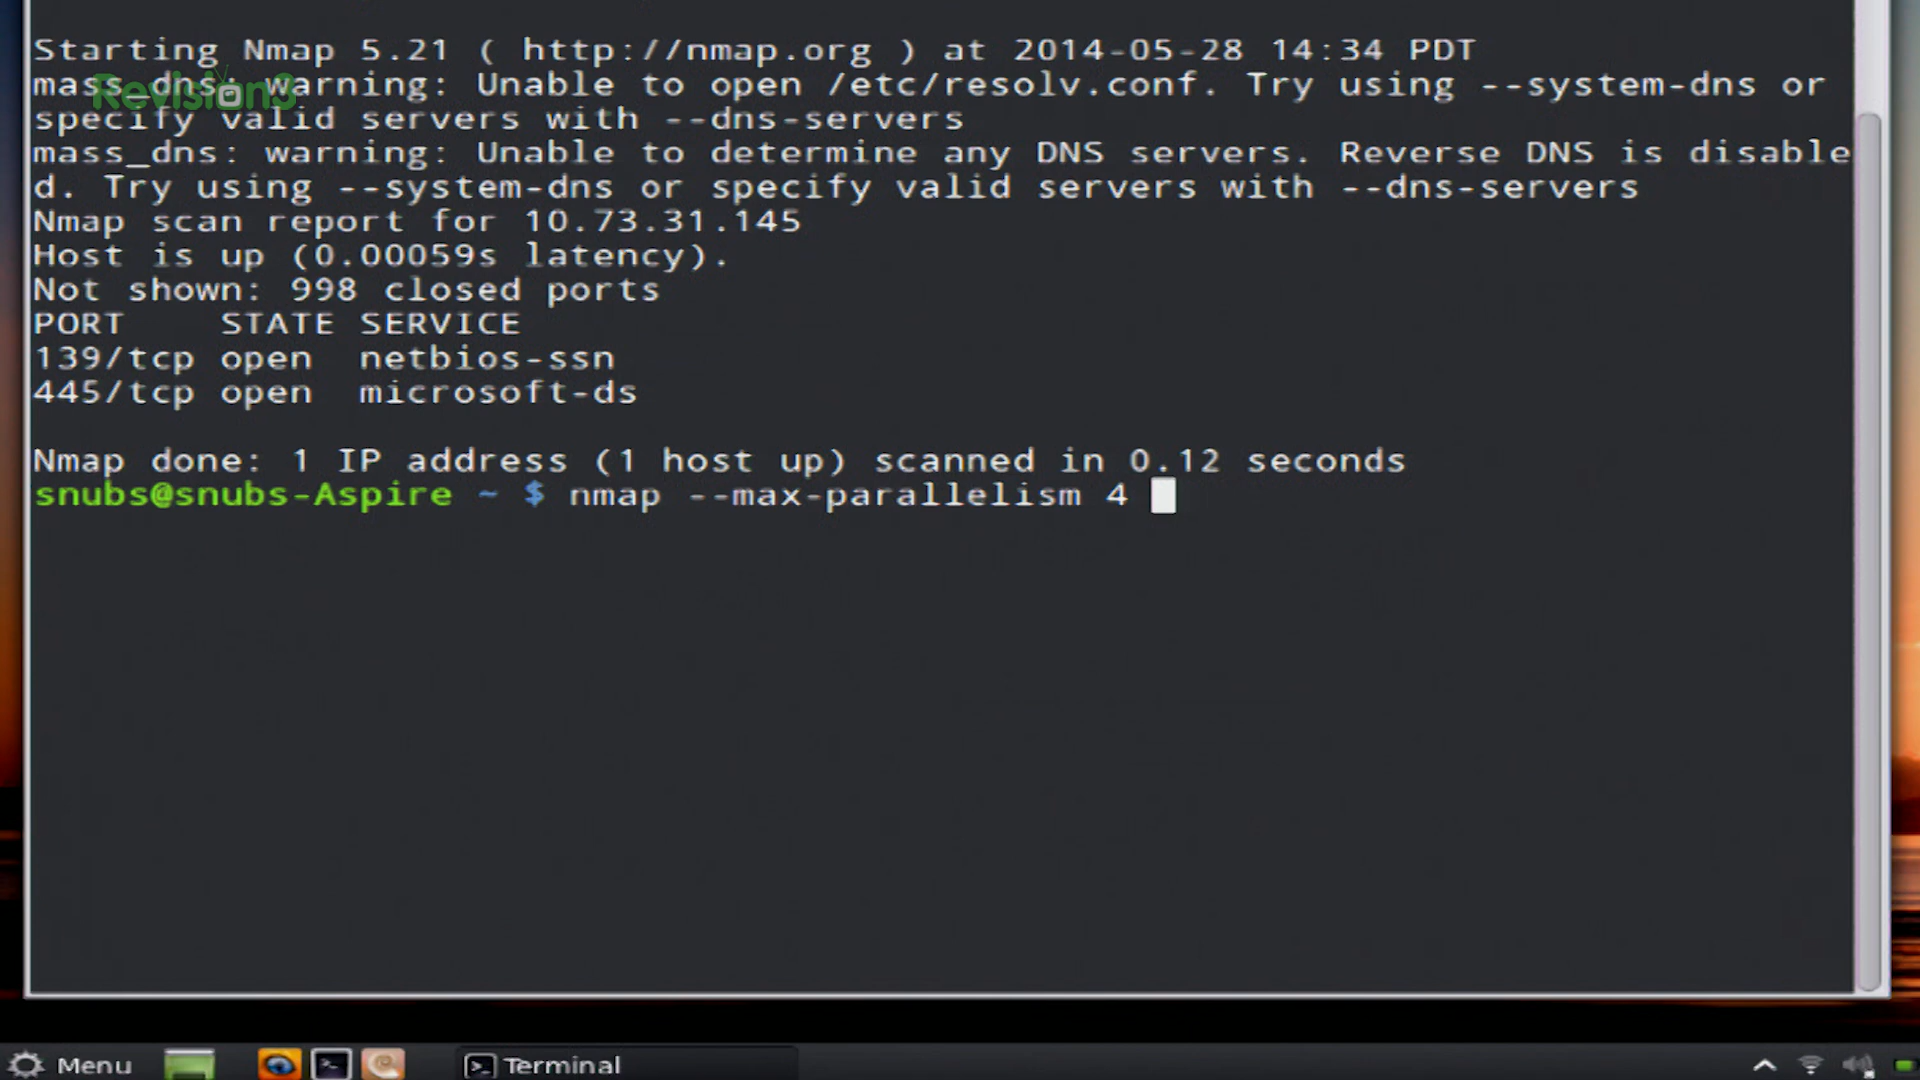 Starting Nmap 5.21 ( http://nmap.org ) at 2014-05-28 14:34 PDT
Revision3
mass_dns: warning: Unable to open /etc/resolv.conf. Try using --system-dns or
specify valid servers with --dns-servers
mass_dns: warning: Unable to determine any DNS servers. Reverse DNS is disable
d. Try using --system-dns or specify valid servers with --dns-servers
Nmap scan report for 10.73.31.145
Host is up (0.00059s latency).
Not shown: 998 closed ports
PORT    STATE SERVICE
139/tcp open  netbios-ssn
445/tcp open  microsoft-ds
Nmap done: 1 IP address (1 host up) scanned in 0.12 seconds
snubs@snubs-Aspire ~ $ nmap --max-parallelism 4
Menu
Terminal